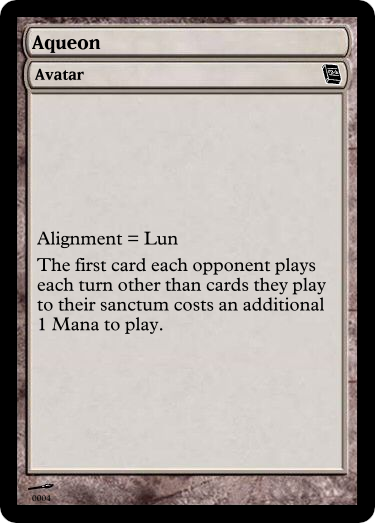 Aqueon
Avatar
Alignment = Lun
The first card each opponent plays
each turn other than cards they play
to their sanctum costs an additional
1 Mana to play.
0004